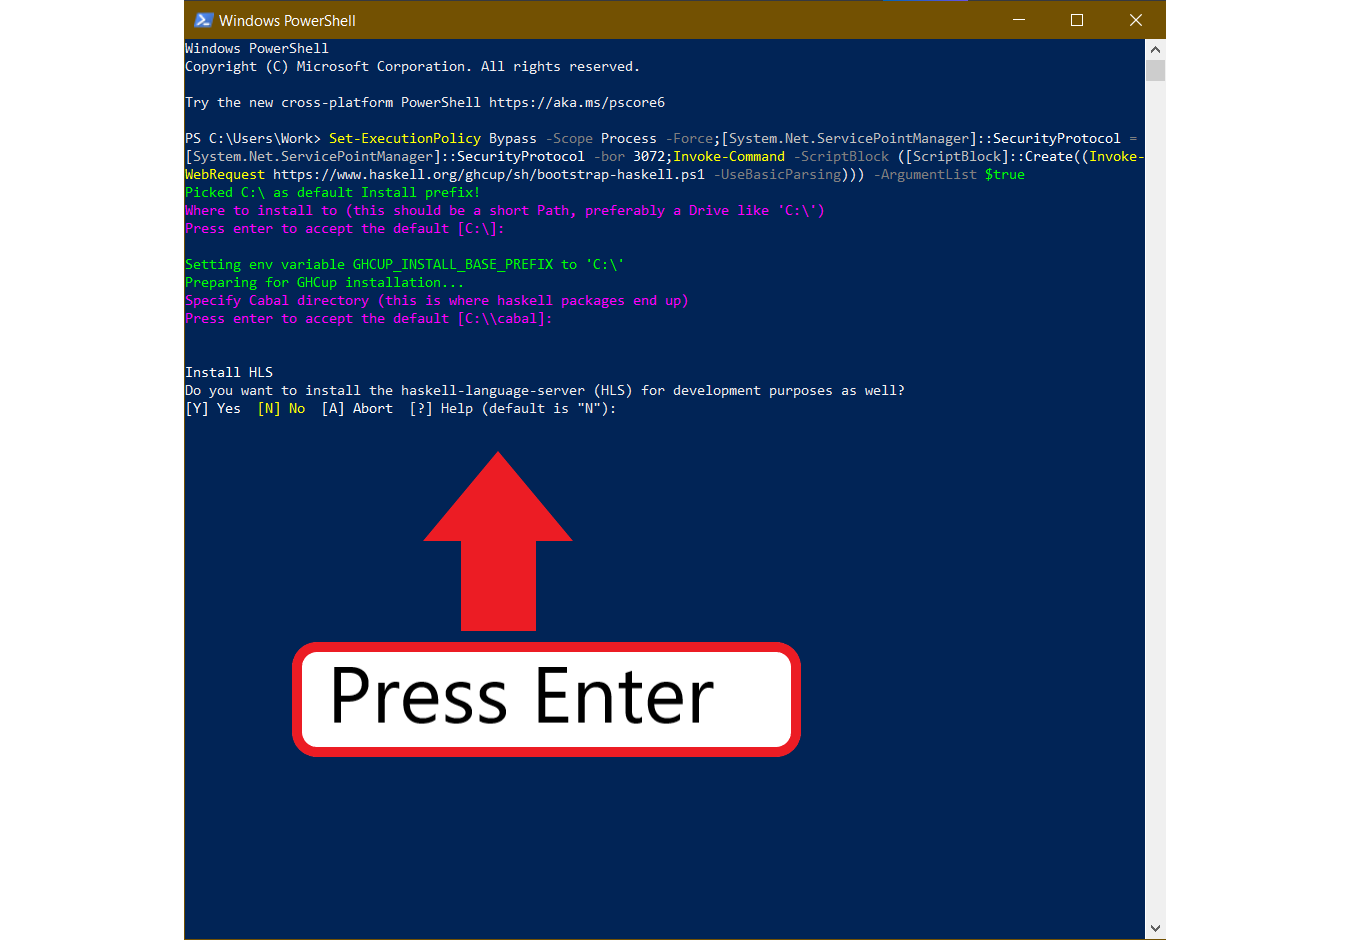 Windows PowerShell
Windows PowerShell
Copyright (C) Microsoft Corporation. All rights reserved.
Try the new cross-platform PowerShell https://aka.ms/pscore6
PS C:\Users\Work> Set-ExecutionPolicy Bypass -Scope Process -Force;[System.Net.ServicePointManager]::SecurityProtocol =
[System.Net.ServicePointManager]::SecurityProtocol -bor 3072;Invoke-Command -ScriptBlock ([ScriptBlock]::Create((Invoke-
WebRequest https://www.haskell.org/ghcup/sh/bootstrap-haskell.ps1 -UseBasicParsing))) -ArgumentList $true
Picked C:\ as default Install prefix!
Where to install to (this should be a short Path, preferably a Drive like 'C:\')
Press enter to accept the default [C:\]:
Setting env variable GHCUP_INSTALL_BASE_PREFIX to 'C:\'
Preparing for GHCup installation...
Specify Cabal directory (this is where haskell packages end up)
Press enter to accept the default [C:\\cabal]:
Install HLS
Do you want to install the haskell-language-server (HLS) for development purposes as well?
[Y] Yes  [N] No  [A] Abort  [?] Help (default is "N"):
Press Enter